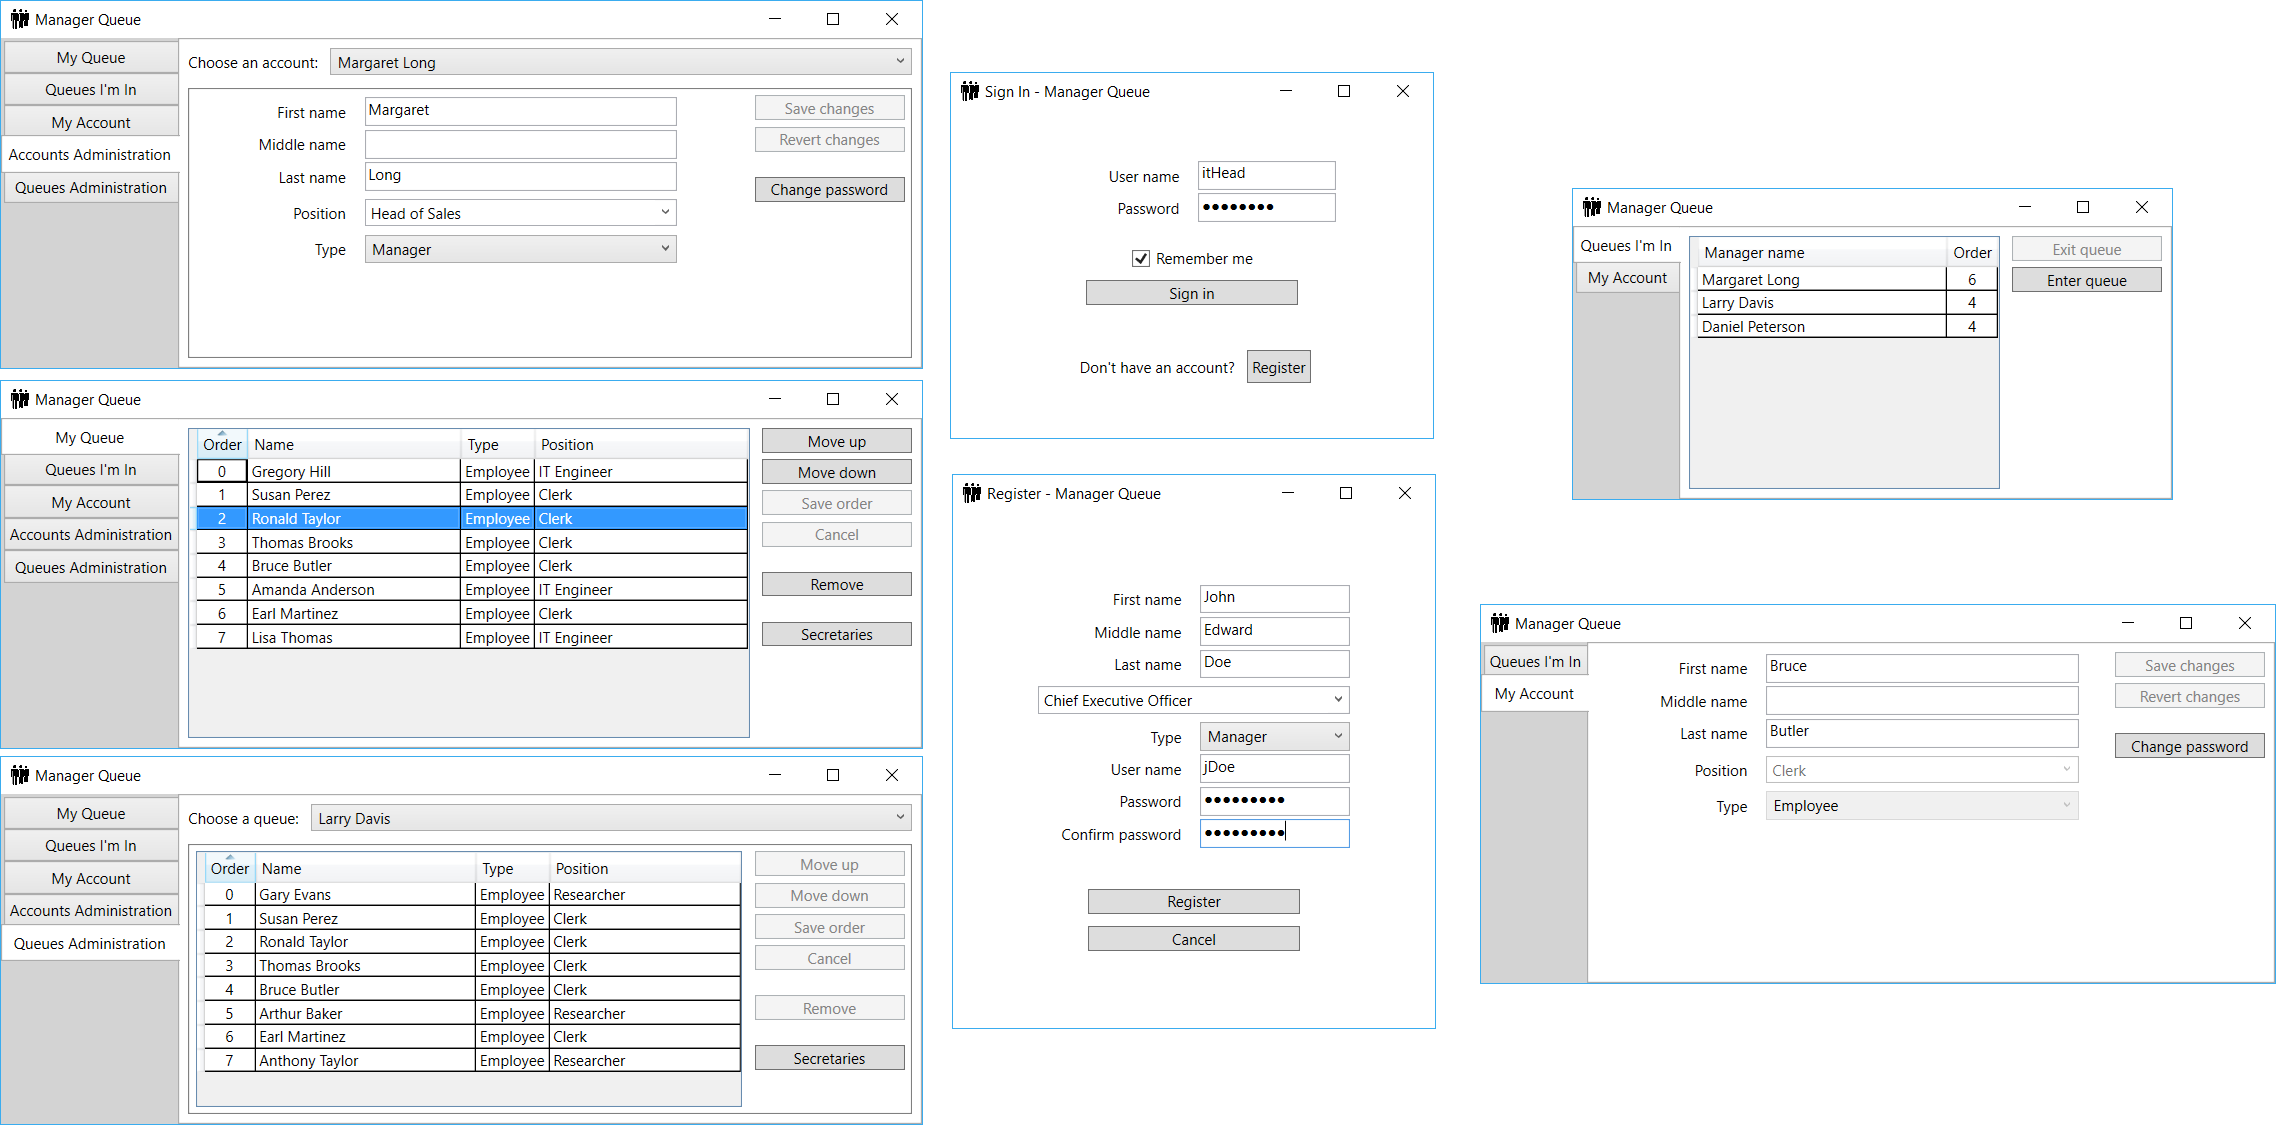 Manager Queue
My Queue
Queues I'm In
My Account
Accounts Administration
Queues Administration
Choose an account: Margaret Long
First name Margaret
Middle name
Last name Long
Position Head of Sales
Type Manager
Save changes
Revert changes
Change password
Manager Queue
My Queue
Queues I'm In
My Account
Accounts Administration
Queues Administration
Order Name Type Position
0 Gregory Hill Employee IT Engineer
1 Susan Perez Employee Clerk
2 Ronald Taylor Employee Clerk
3 Thomas Brooks Employee Clerk
4 Bruce Butler Employee Clerk
5 Amanda Anderson Employee IT Engineer
6 Earl Martinez Employee Clerk
7 Lisa Thomas Employee IT Engineer
Move up
Move down
Save order
Cancel
Remove
Secretaries
Manager Queue
My Queue
Queues I'm In
My Account
Accounts Administration
Queues Administration
Choose a queue: Larry Davis
Order Name Type Position
0 Gary Evans Employee Researcher
1 Susan Perez Employee Clerk
2 Ronald Taylor Employee Clerk
3 Thomas Brooks Employee Clerk
4 Bruce Butler Employee Clerk
5 Arthur Baker Employee Researcher
6 Earl Martinez Employee Clerk
7 Anthony Taylor Employee Researcher
Move up
Move down
Save order
Cancel
Remove
Secretaries
Sign In - Manager Queue
User name itHead
Password ●●●●●●●●
Remember me
Sign in
Don't have an account? Register
Register - Manager Queue
First name John
Middle name Edward
Last name Doe
Chief Executive Officer
Type Manager
User name jDoe
Password ●●●●●●●●●
Confirm password ●●●●●●●●●
Register
Cancel
Manager Queue
Queues I'm In
My Account
Manager name Order
Margaret Long 6
Larry Davis 4
Daniel Peterson 4
Exit queue
Enter queue
Manager Queue
Queues I'm In
My Account
First name Bruce
Middle name
Last name Butler
Position Clerk
Type Employee
Save changes
Revert changes
Change password